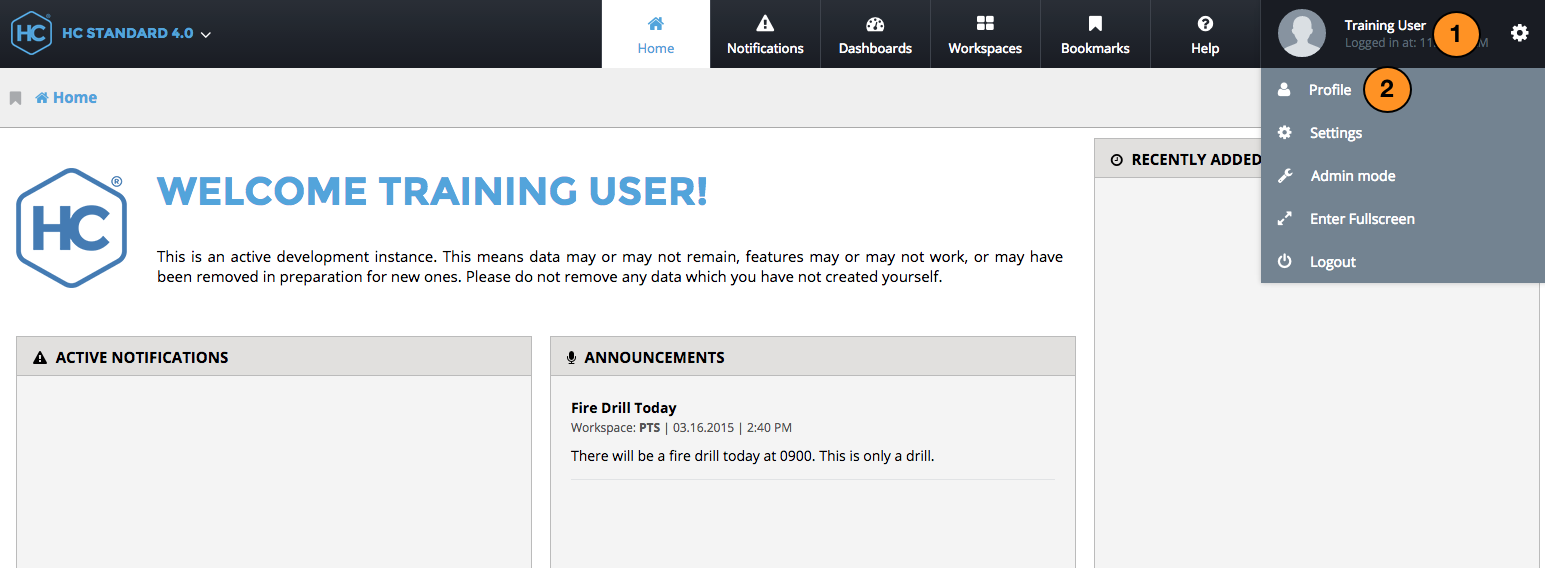 HC HC STANDARD 4.0
Home
Notifications
Dashboards
Workspaces
Bookmarks
Help
Training User
Logged in at: 11
M
1
Home
Profile
2
Settings
Admin mode
Enter Fullscreen
Logout
HC ®
WELCOME TRAINING USER!
This is an active development instance. This means data may or may not remain, features may or may not work, or may have
been removed in preparation for new ones. Please do not remove any data which you have not created yourself.
RECENTLY ADDED
ACTIVE NOTIFICATIONS
ANNOUNCEMENTS
Fire Drill Today
Workspace: PTS | 03.16.2015 | 2:40 PM
There will be a fire drill today at 0900. This is only a drill.